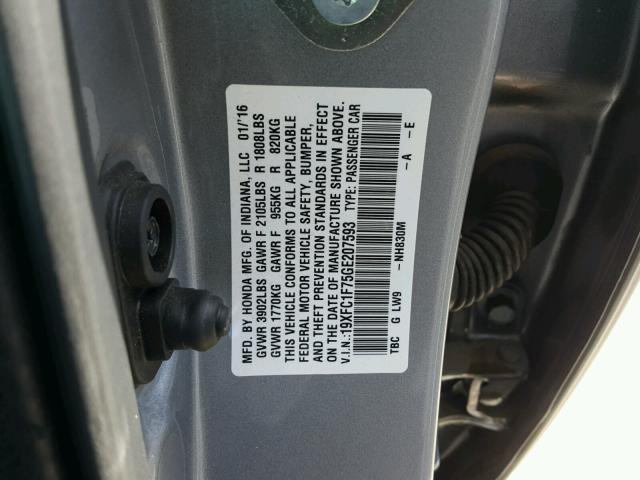 MFD. BY HONDA MFG. OF INDIANA, LLC 01/'16
GVWR 3902LBS GAWR F 2105LBS R 1808LBS
GVWR 1770KG GAWR F 955KG R 820KG
THIS VEHICLE CONFORMS TO ALL APPLICABLE
FEDERAL MOTOR VEHICLE SAFETY, BUMPER,
AND THEFT PREVENTION STANDARDS IN EFFECT
ON THE DATE OF MANUFACTURE SHOWN ABOVE.
V.I.N.:19XFC1F75GE207593 TYPE: PASSENGER CAR
TBC G LW9 -NH830M -A -E